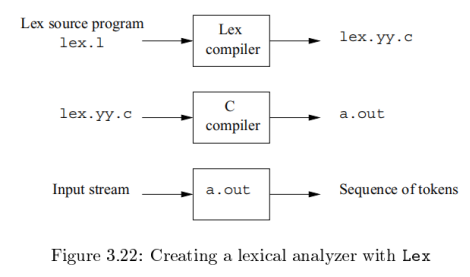 Lex source program
lex.l
Lex
compiler
lex.yy.c
lex.yy.c
C
compiler
a.out
Input stream
a.out
Sequence of tokens
Figure 3.22: Creating a lexical analyzer with Lex